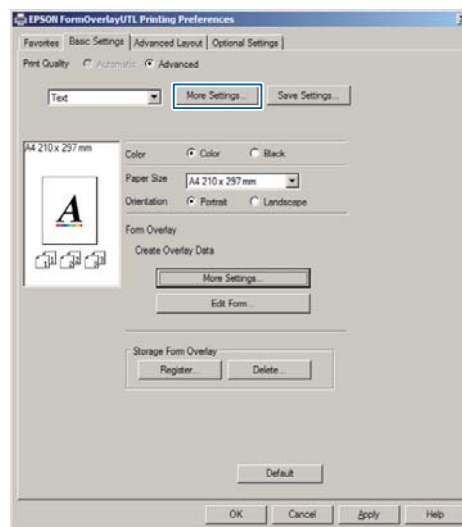 EPSON FormOverlayUTL Printing Preferences
Favorites Basic Settings Advanced Layout Optional Settings
Print Quality Automatic Advanced
Text More Settings... Save Settings...
A4 210 x 297 mm
Color Color Black
Paper Size A4 210 x 297 mm
Orientation Portrait Landscape
A
Form Overlay
Create Overlay Data
More Settings...
Edit Form...
Storage Form Overlay
Register... Delete...
Default
OK Cancel Apply Help